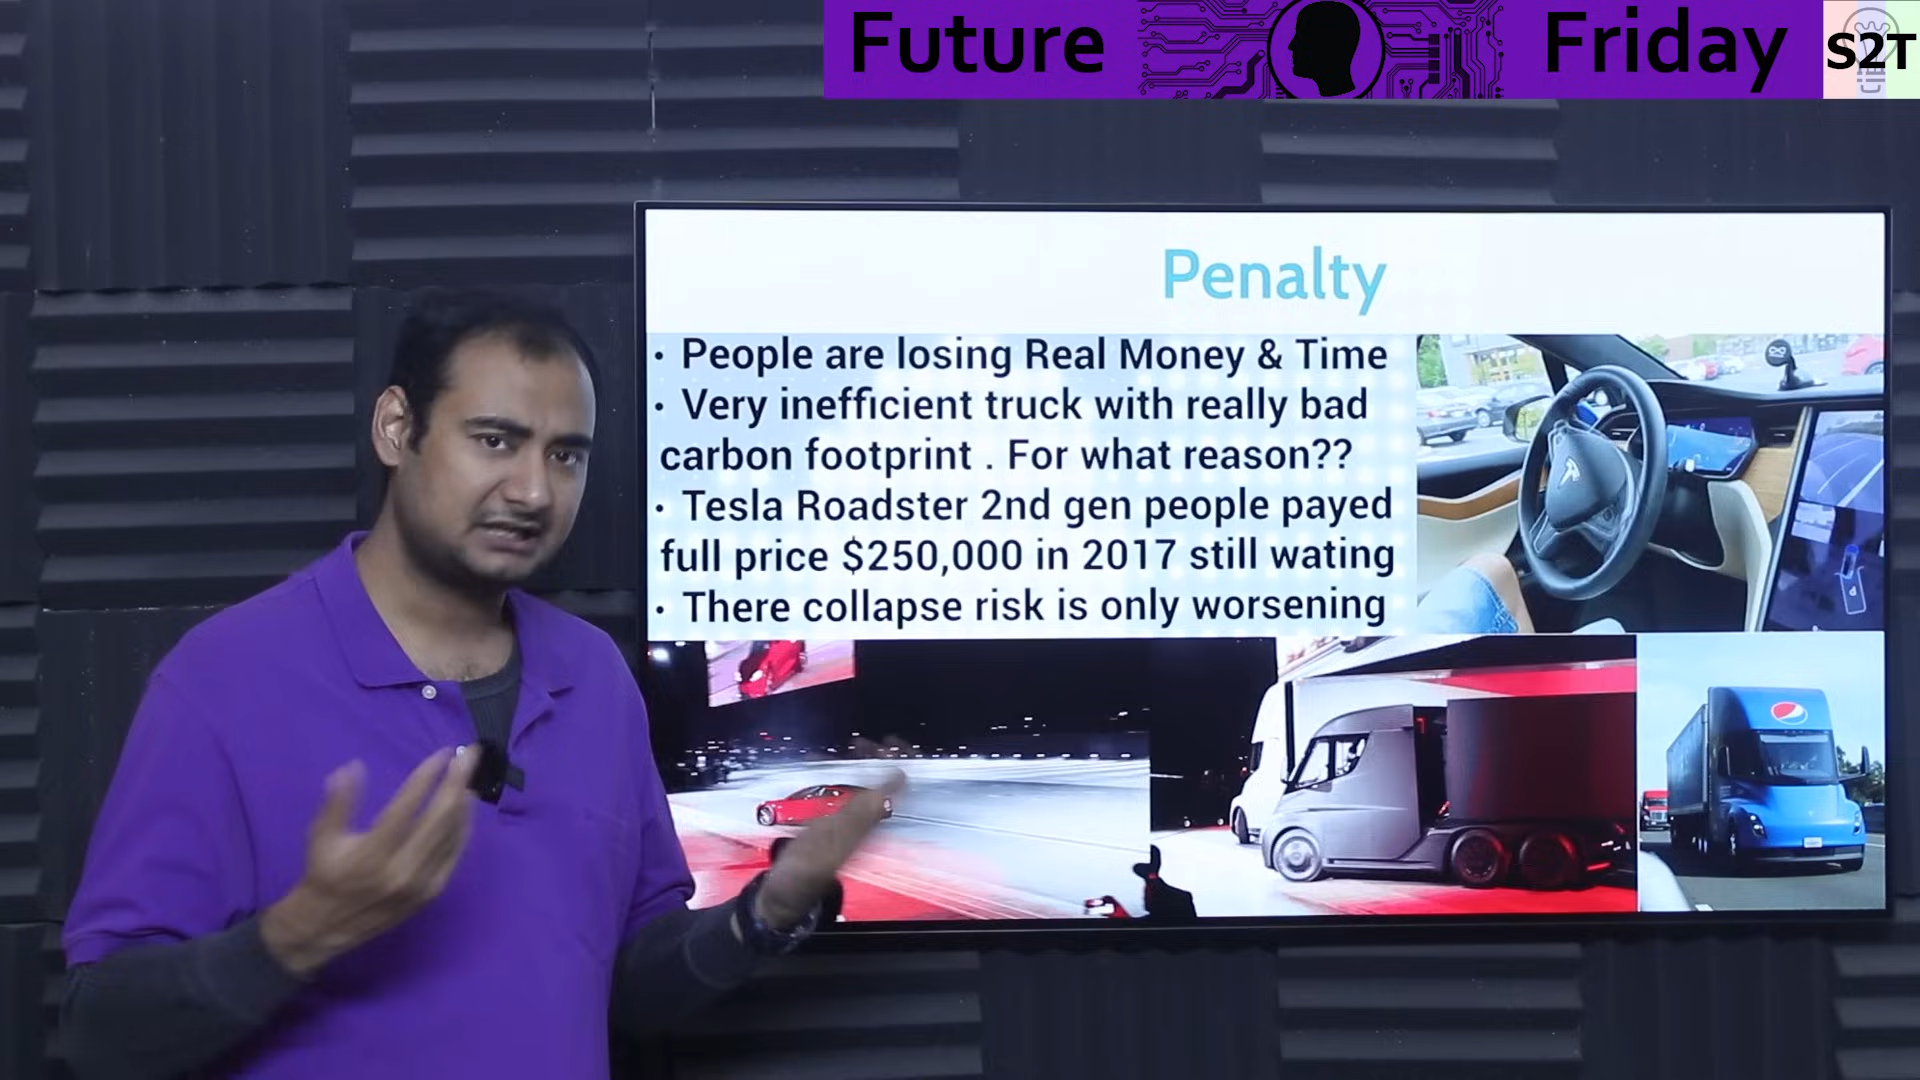 Future Friday S2T
Penalty
· People are losing Real Money & Time
· Very inefficient truck with really bad
carbon footprint . For what reason??
· Tesla Roadster 2nd gen people payed
full price $250,000 in 2017 still wating
· There collapse risk is only worsening